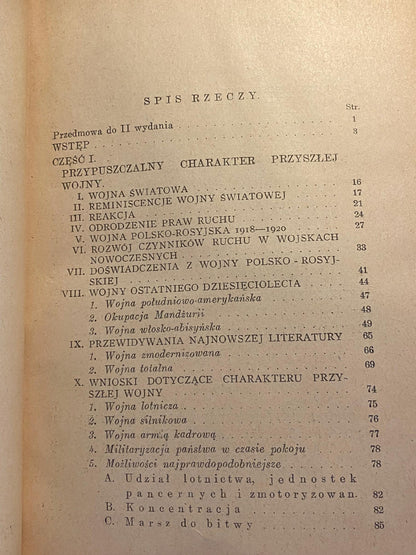 SPIS RZECZY.
Str.
Przedmowa do II wydania . . . . . . . . . . 1
WSTĘP . . . . . . . . . . 3
CZĘŚĆ I.
PRZYPUSZCZALNY CHARAKTER PRZYSZŁEJ
WOJNY.
I. WOJNA ŚWIATOWA . . . . . . . . . . 16
II. REMINISCENCJE WOJNY ŚWIATOWEJ . . 17
III. REAKCJA . . . . . . . . . . 21
IV. ODRODZENIE PRAW RUCHU . . . . . . 24
V. WOJNA POLSKO-ROSYJSKA 1918—1920 . . 27
VI. ROZWÓJ CZYNNIKÓW RUCHU W WOJSKACH
NOWOCZESNYCH . . . . . . . . . . 33
VII. DOŚWIADCZENIA Z WOJNY POLSKO-ROSYJ-
SKIEJ . . . . . . . . . . 41
VIII. WOJNY OSTATNIEGO DZIESIĘCIOLECIA . . 44
1. Wojna południowo-amerykańska . . . . 47
2. Okupacja Mandżurii . . . . . . . . 48
3. Wojna włosko-abisyńska . . . . . . 49
IX. PRZEWIDYWANIA NAJNOWSZEJ LITERATURY 65
1. Wojna zmodernizowana . . . . . . 66
2. Wojna totalna . . . . . . . . 69
X. WNIOSKI DOTYCZĄCE CHARAKTERU PRZY-
SZŁEJ WOJNY . . . . . . . . . . 74
1. Wojna lotnicza . . . . . . . . 75
2. Wojna silnikowa . . . . . . . . 76
3. Wojna armią kadrową . . . . . . 77
4. Militaryzacja państwa w czasie pokoju . . 78
5. Możliwości najprawdopodobniejsze . . . 78
A. Udział lotnictwa, jednostek
pancernych i zmotoryzowan. . . 82
B. Koncentracja . . . . . . . . 82
C. Marsz do bitwy . . . . . . . . 85